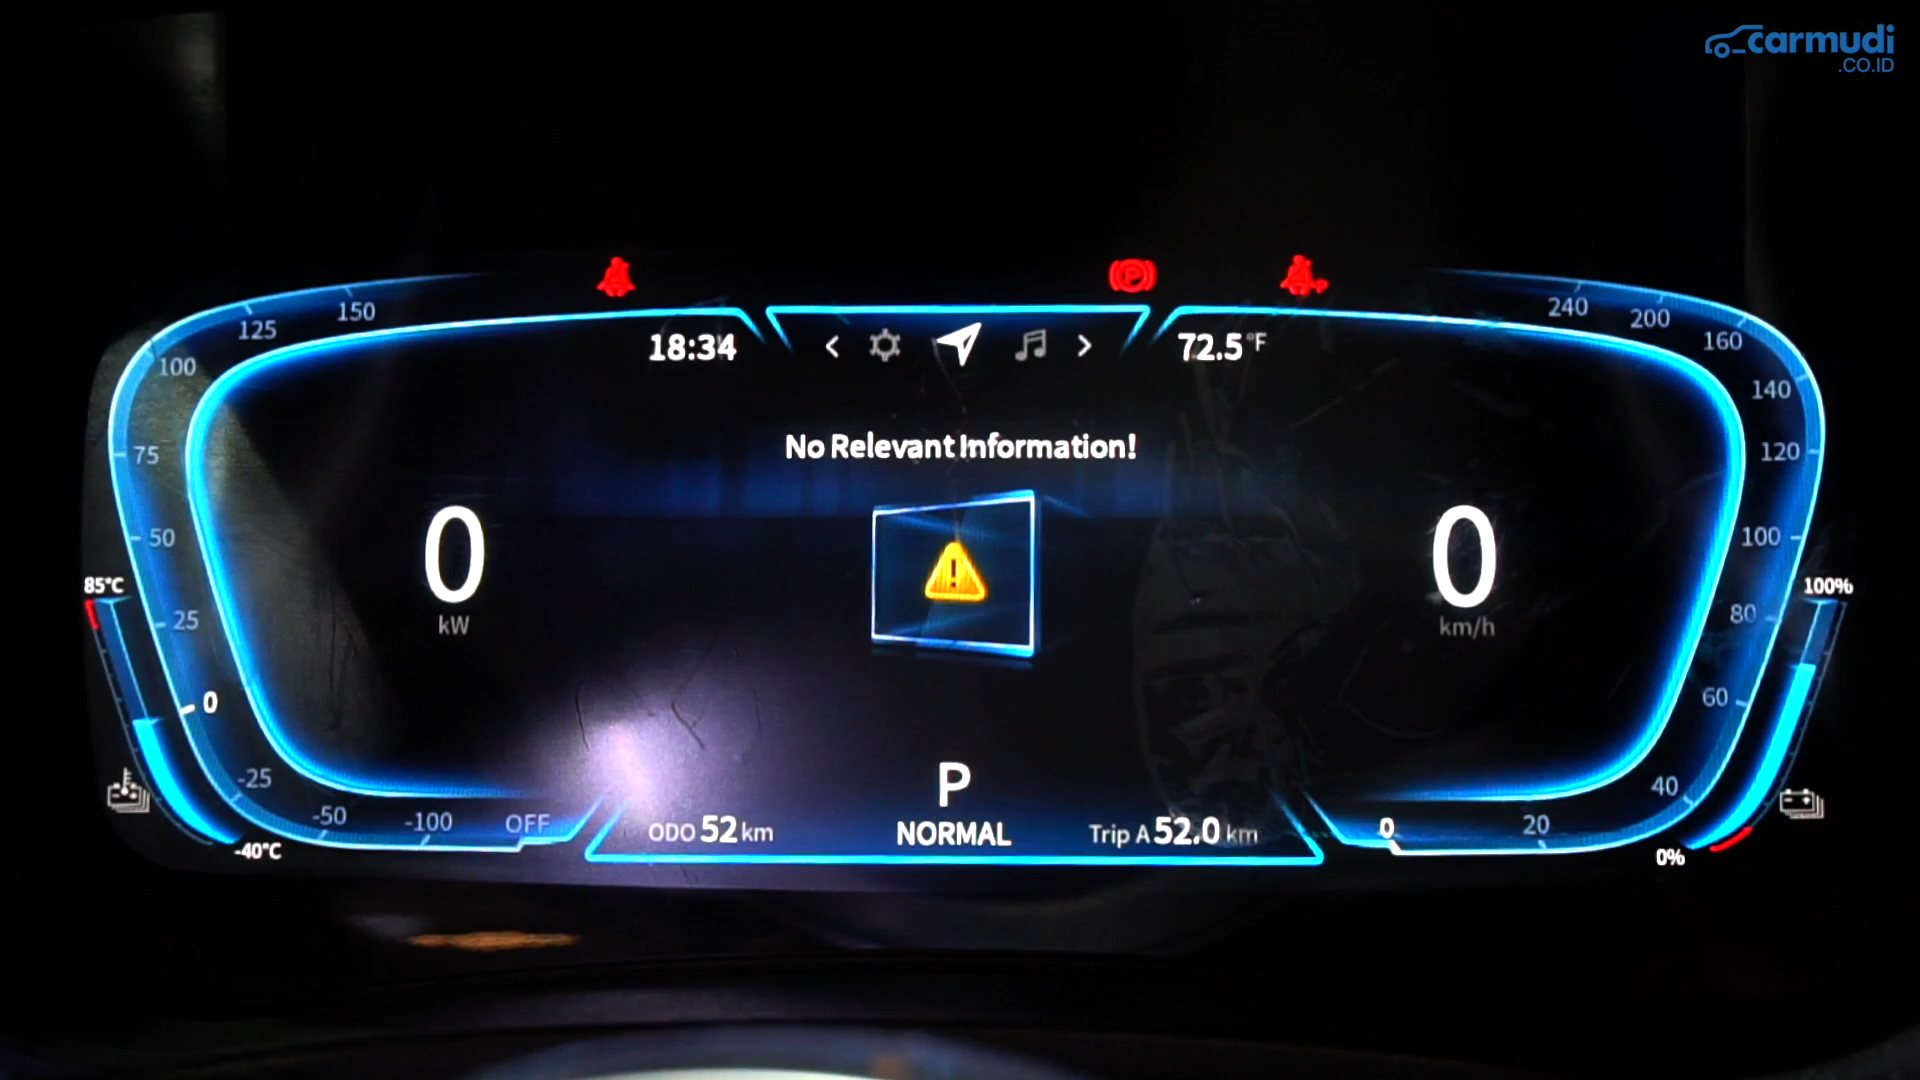 carmudi
.CO.ID
18:34
72.5°F
No Relevant Information!
150
125
100
75
50
25
0
-25
-50
-100
OFF
85°C
-40°C
0
kW
0
km/h
240
200
160
140
120
100
80
60
40
20
0
100%
0%
P
P
ODO 52 km
NORMAL
Trip A 52.0 km